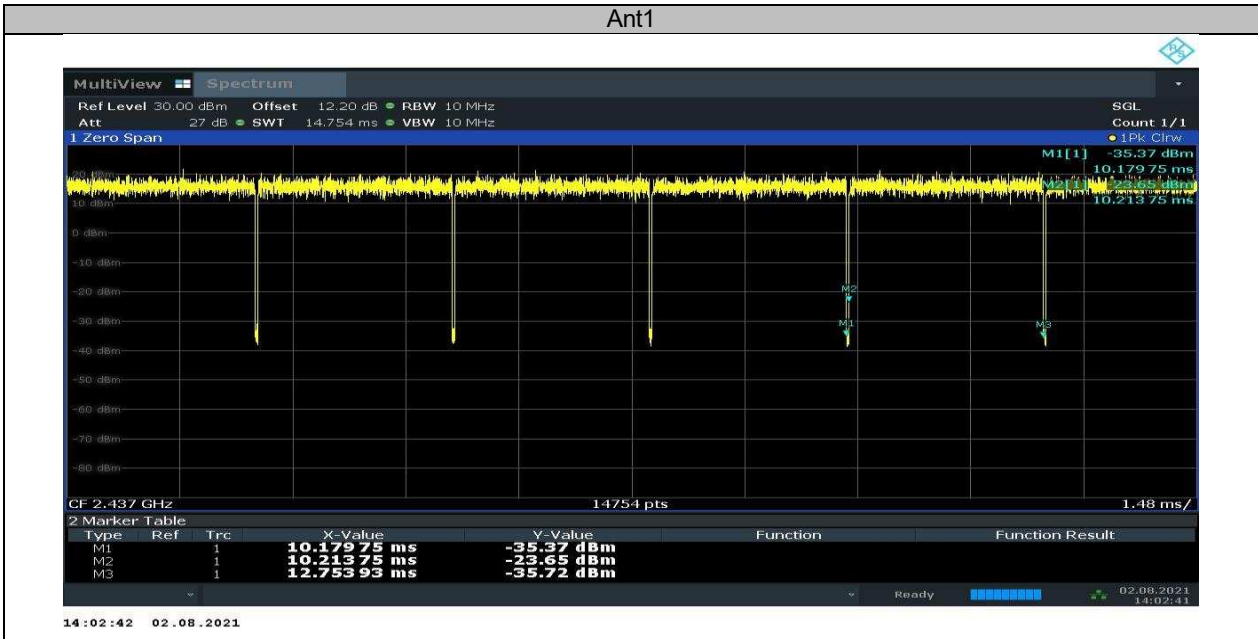 Ant1
R&S
MultiView Spectrum
Ref Level 30.00 dBm Offset 12.20 dB RBW 10 MHz SGL
Att 27 dB SWT 14.754 ms VBW 10 MHz Count 1/1
1 Zero Span 1Pk Clrw
M1[1] -35.37 dBm
10.179 75 ms
20 dBm
M2[1] -23.65 dBm
10.213 75 ms
10 dBm
0 dBm
-10 dBm
-20 dBm
M2
-30 dBm
M1 M3
-40 dBm
-50 dBm
-60 dBm
-70 dBm
-80 dBm
CF 2.437 GHz 14754 pts 1.48 ms/
2 Marker Table
Type Ref Trc X-Value Y-Value Function Function Result
M1 1 10.179 75 ms -35.37 dBm
M2 1 10.213 75 ms -23.65 dBm
M3 1 12.753 93 ms -35.72 dBm
Ready 02.08.2021
14:02:41
14:02:42 02.08.2021